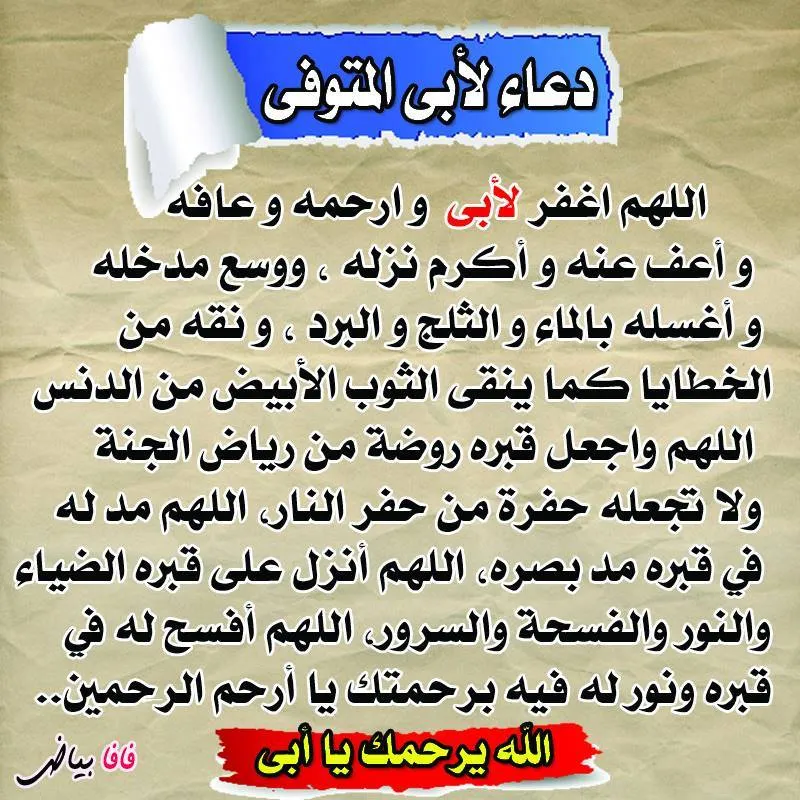 دعاء لأبى المتوفى
اللهم اغفر لأبى و ارحمه و عافه
و أعف عنه و أكرم نزله ، ووسع مدخله
و أغسله بالماء و الثلج و البرد ، و نقه من
الخطايا كما ينقى الثوب الأبيض من الدنس
اللهم واجعل قبره روضة من رياض الجنة
ولا تجعله حفرة من حفر النار، اللهم مد له
في قبره مد بصره، اللهم أنزل على قبره الضياء
والنور والفسحة والسرور، اللهم أفسح له في
قبره ونور له فيه برحمتك يا أرحم الرحمين..
الله يرحمك يا أبى
فافا بياض